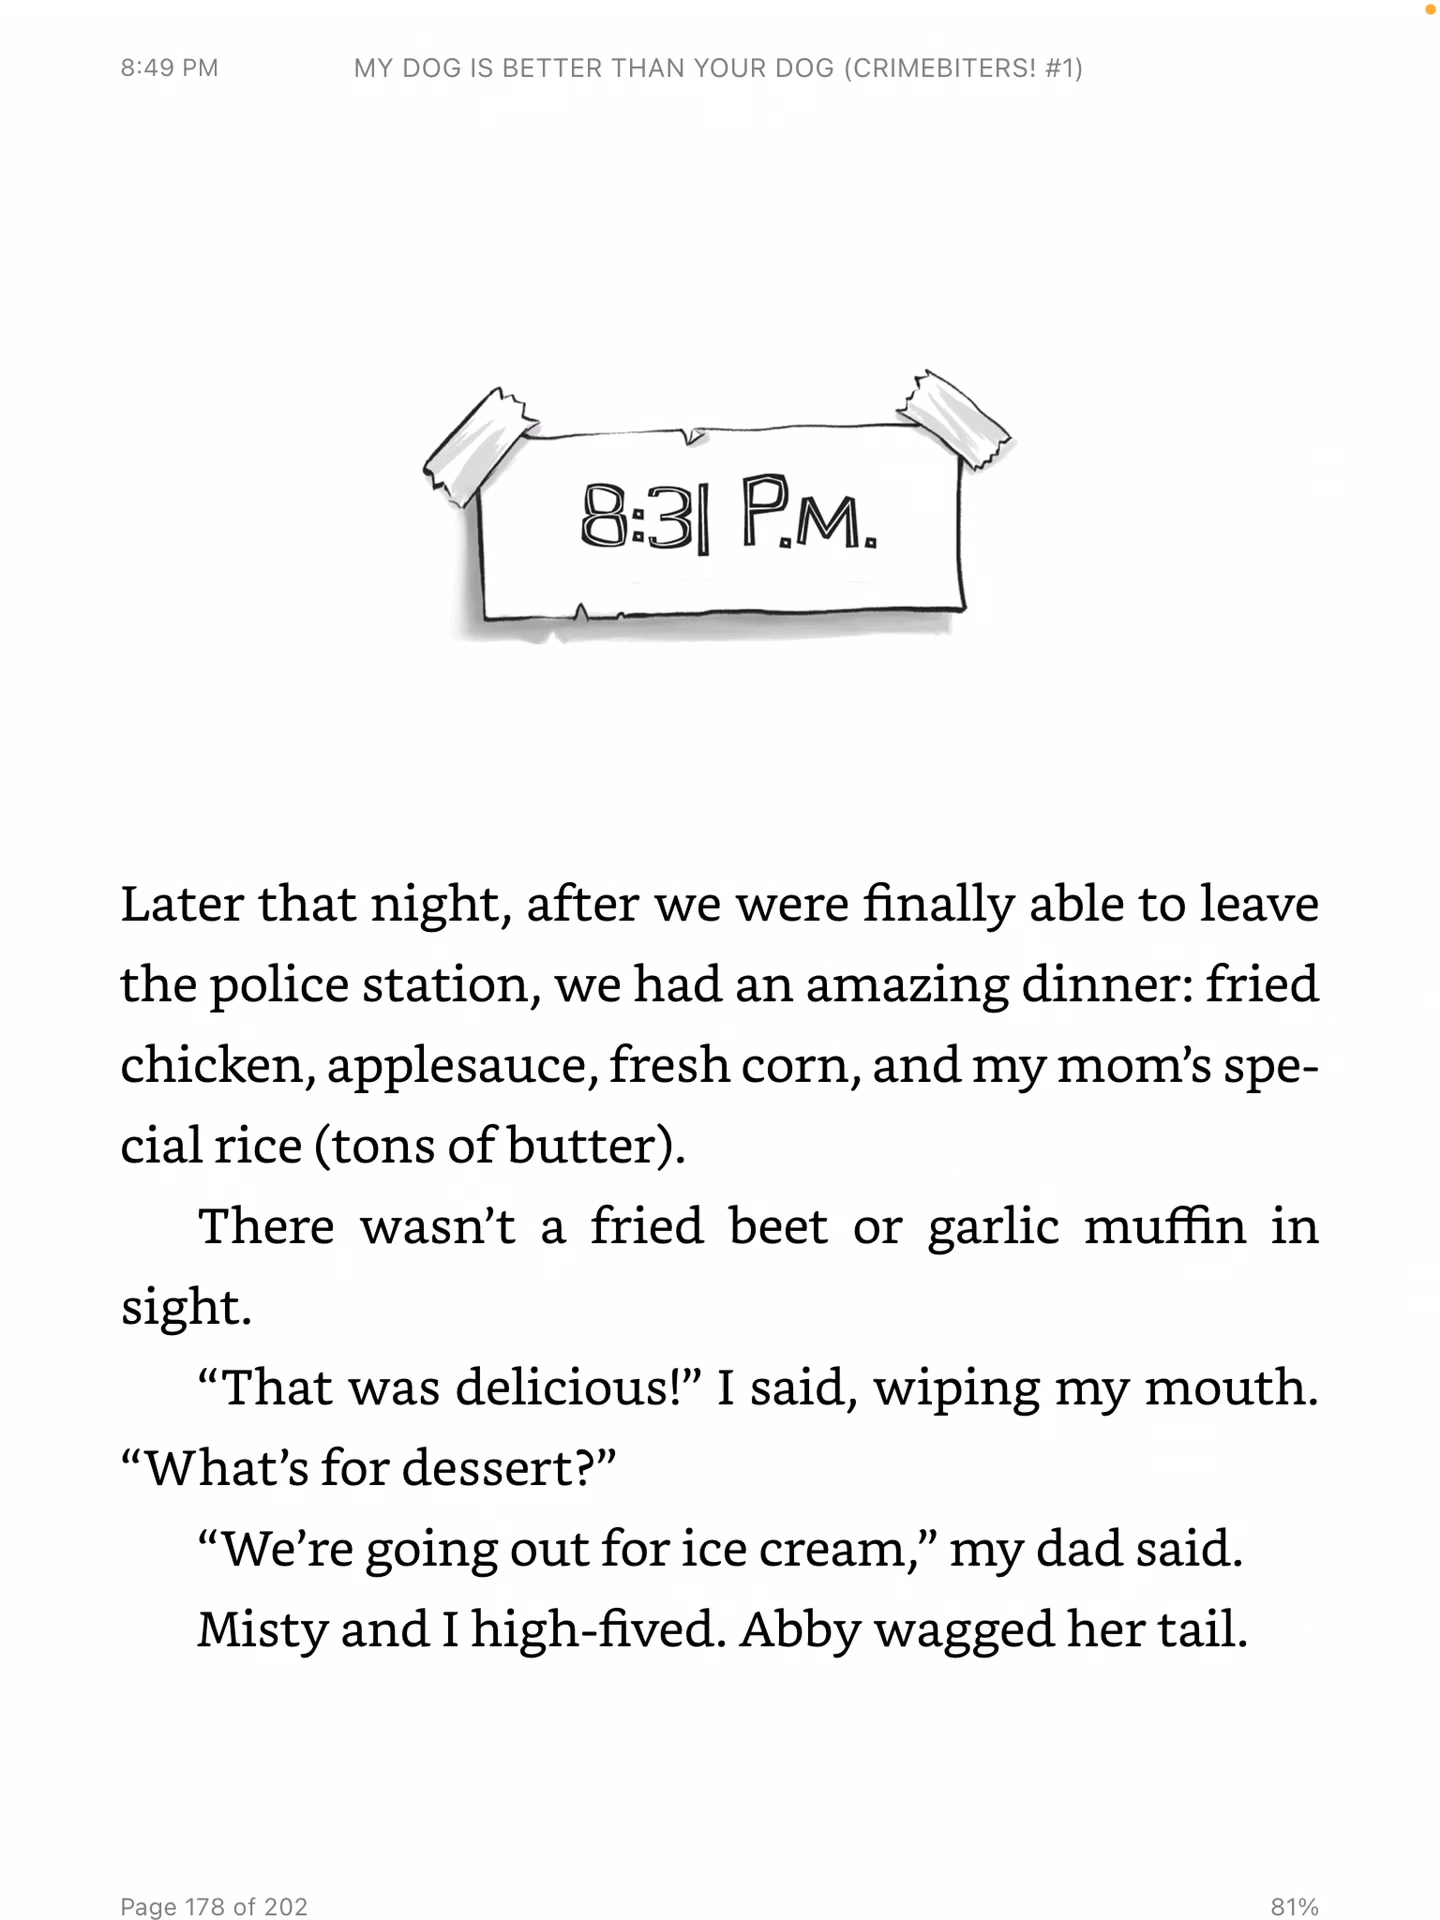 8:49 PM MY DOG IS BETTER THAN YOUR DOG (CRIMEBITERS! #1)
8:31 P.M.
Later that night, after we were finally able to leave
the police station, we had an amazing dinner: fried
chicken, applesauce, fresh corn, and my mom’s spe-
cial rice (tons of butter).
There wasn’t a fried beet or garlic muffin in
sight.
“That was delicious!” I said, wiping my mouth.
“What’s for dessert?”
“We’re going out for ice cream,” my dad said.
Misty and I high-fived. Abby wagged her tail.
Page 178 of 202 81%